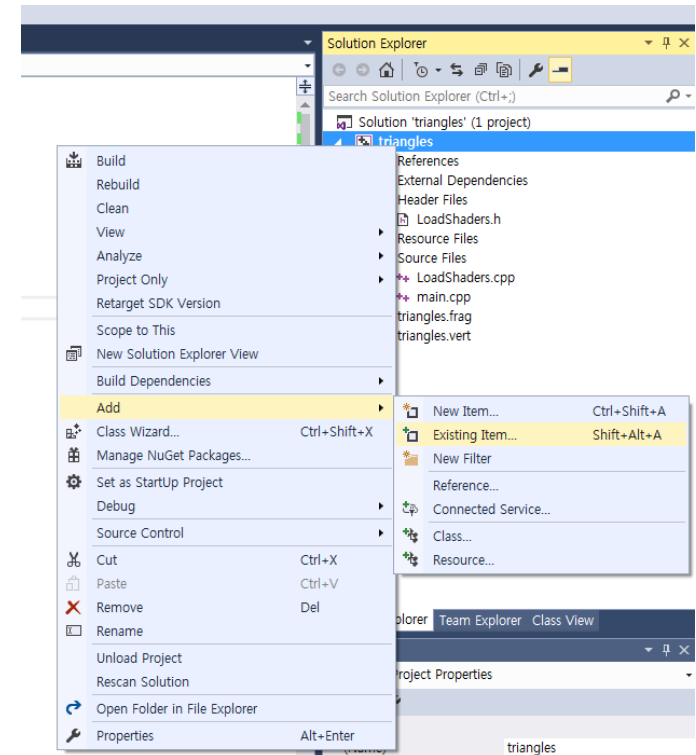 Solution Explorer
Search Solution Explorer (Ctrl+;)
Solution 'triangles' (1 project)
triangles
References
External Dependencies
Header Files
LoadShaders.h
Resource Files
Source Files
LoadShaders.cpp
main.cpp
triangles.frag
triangles.vert
Build
Rebuild
Clean
View
Analyze
Project Only
Retarget SDK Version
Scope to This
New Solution Explorer View
Build Dependencies
Add
Class Wizard... Ctrl+Shift+X
Manage NuGet Packages...
Set as StartUp Project
Debug
Source Control
Cut Ctrl+X
Paste Ctrl+V
Remove Del
Rename
Unload Project
Rescan Solution
Open Folder in File Explorer
Properties Alt+Enter
New Item... Ctrl+Shift+A
Existing Item... Shift+Alt+A
New Filter
Reference...
Connected Service...
Class...
Resource...
plorer Team Explorer Class View
Project Properties
(Name) triangles